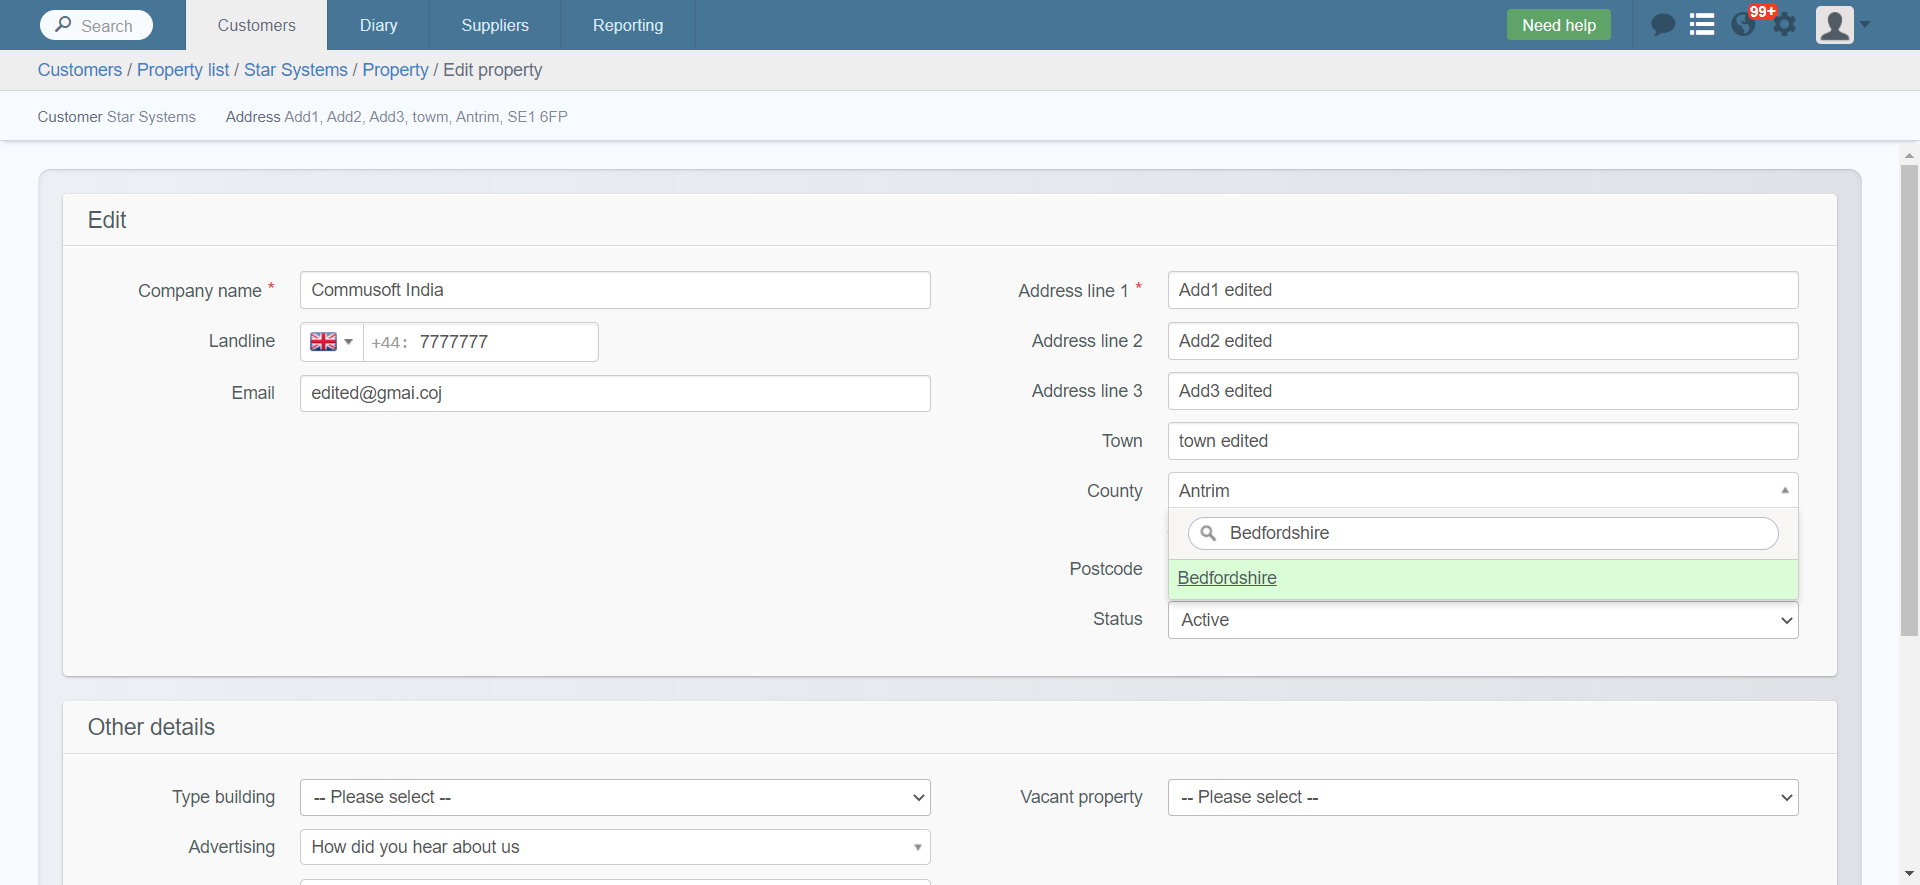 Search
Customers
Diary
Suppliers
Reporting
Need help
99+
Customers / Property list / Star Systems / Property / Edit property
Customer Star Systems Address Add1, Add2, Add3, towm, Antrim, SE1 6FP
Edit
Company name * Commusoft India
Landline +44: 7777777
Email edited@gmai.coj
Address line 1 * Add1 edited
Address line 2 Add2 edited
Address line 3 Add3 edited
Town town edited
County Antrim
Bedfordshire
Postcode Bedfordshire
Status Active
Other details
Type building -- Please select --
Vacant property -- Please select --
Advertising How did you hear about us